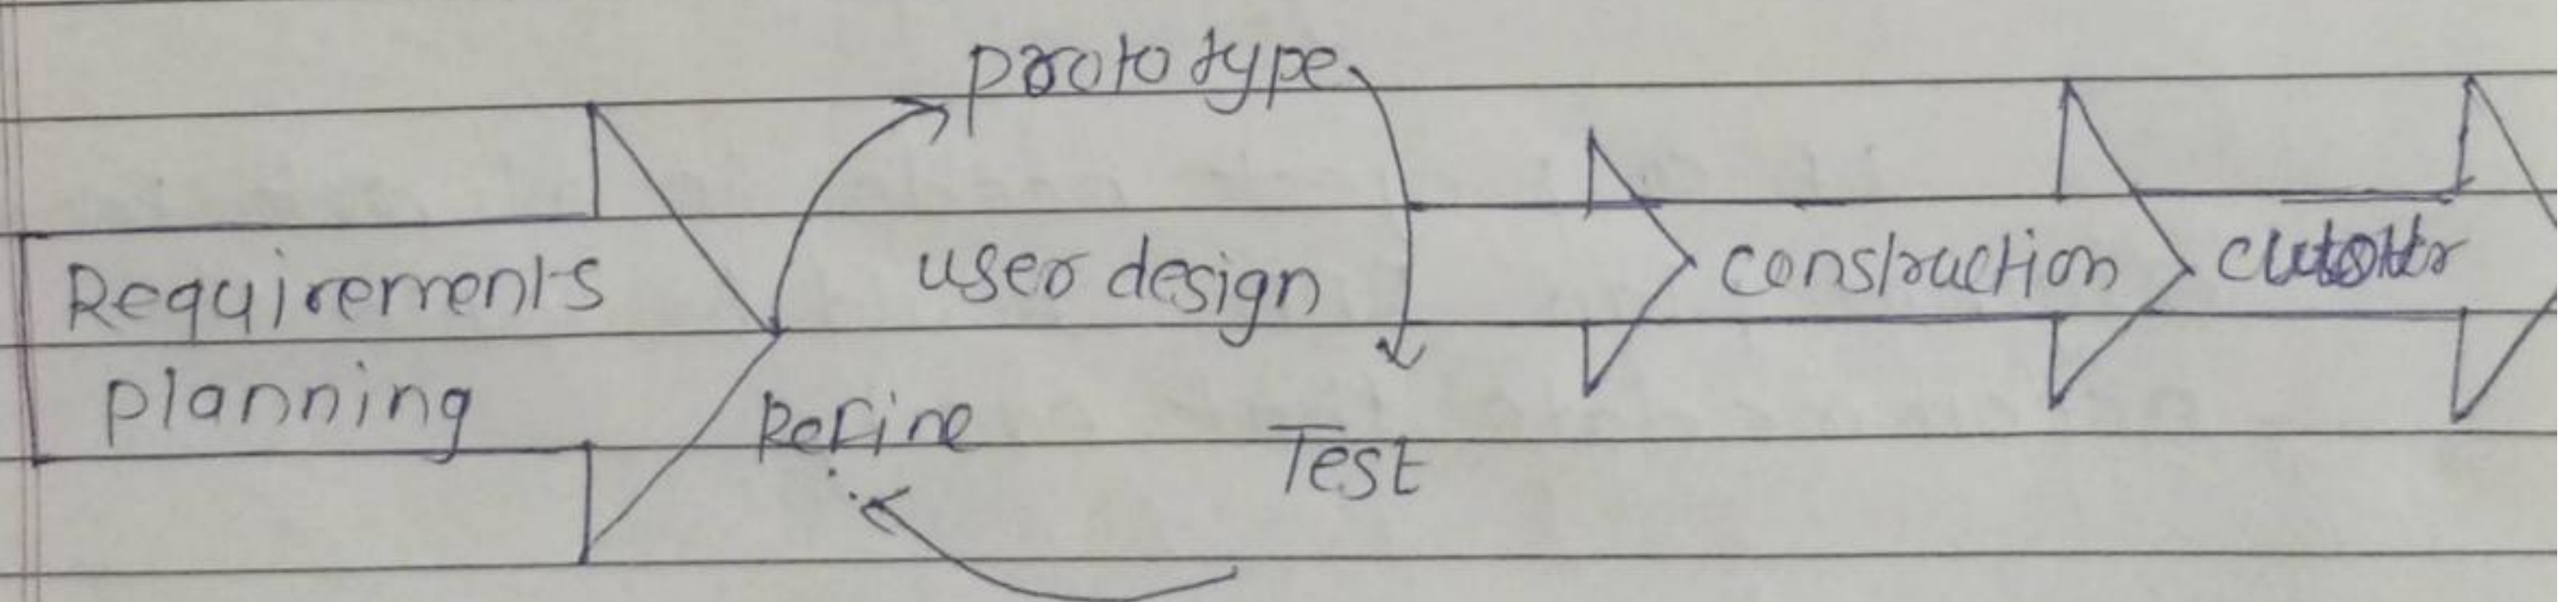 prototype
Requirements
planning
user design
construction
Refine
Test